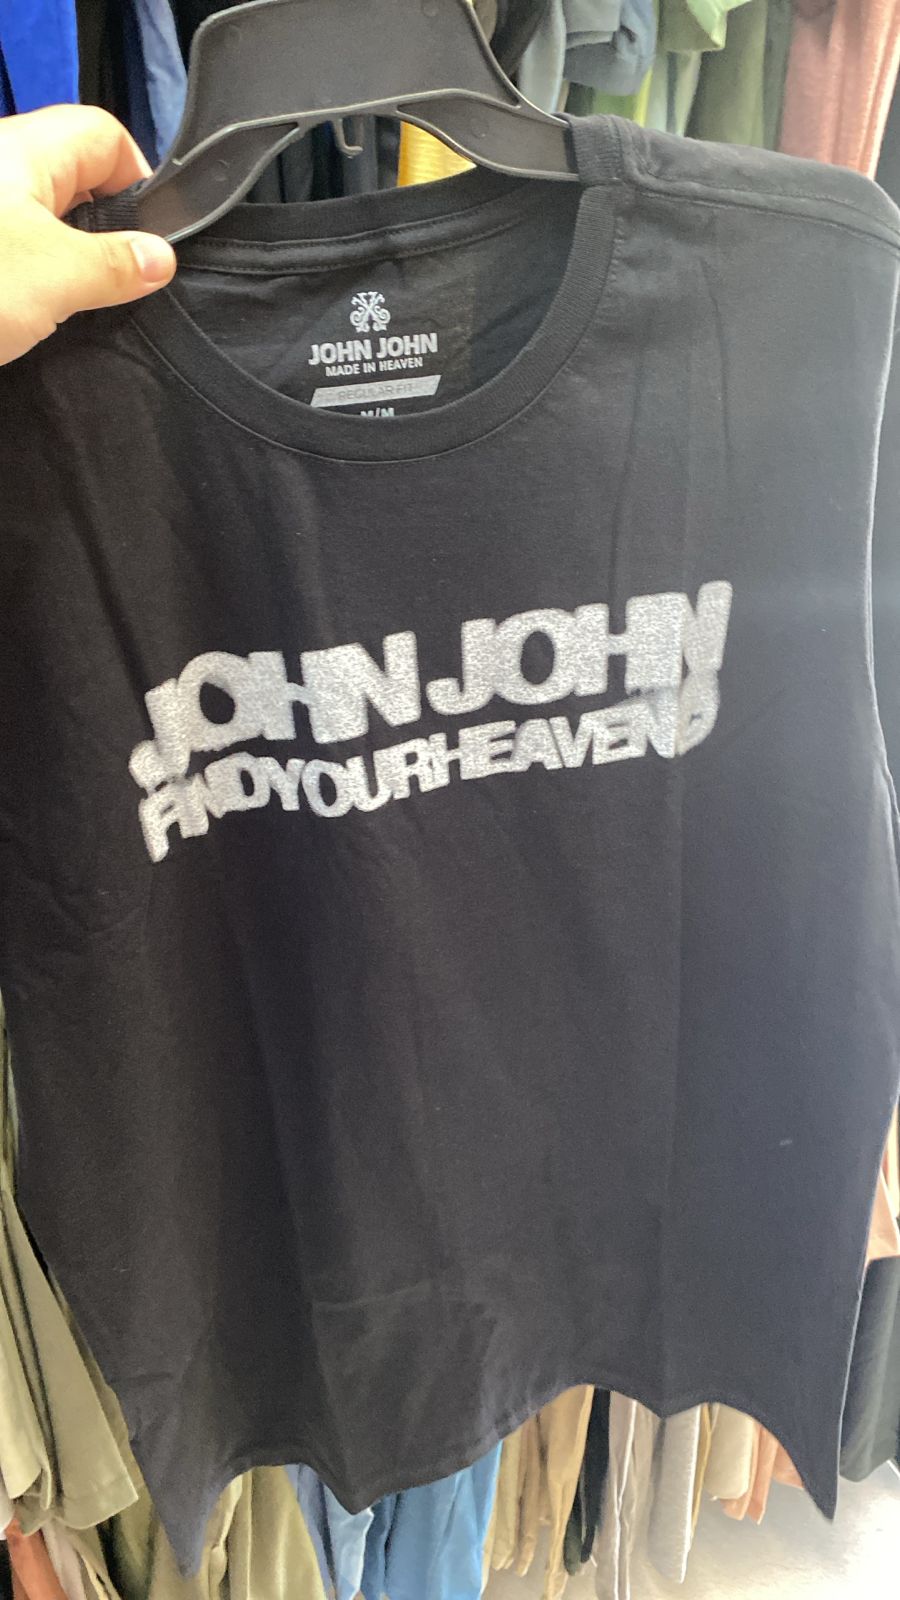 JOHN JOHN
MADE IN HEAVEN
REGULAR FIT
M/M
JOHN JOHN
FINDYOURHEAVEN